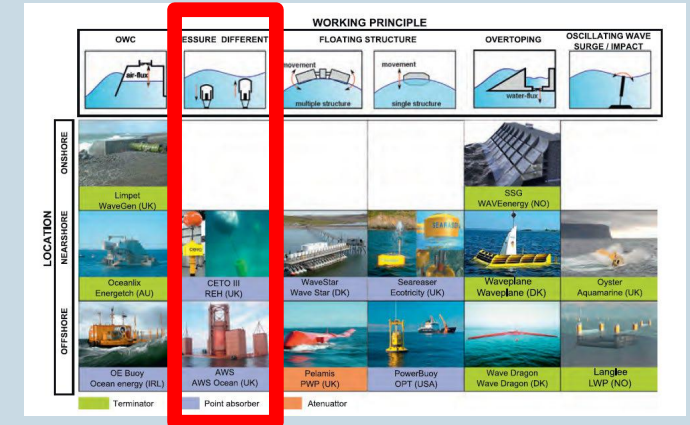 WORKING PRINCIPLE
OWC
ESSURE DIFFERENT
FLOATING STRUCTURE
OVERTOPING
OSCILLATING WAVE
SURGE / IMPACT
air-flux
movement
multiple structure
movement
single structure
water-flux
LOCATION
ONSHORE
Limpet
WaveGen (UK)
SSG
WAVEenergy (NO)
NEARSHORE
CETO
SEAREASER
Oceanlix
Energetch (AU)
CETO III
REH (UK)
WaveStar
Wave Star (DK)
Seareaser
Ecotricity (UK)
Waveplane
Waveplane (DK)
Oyster
Aquamarine (UK)
OFFSHORE
OE Buoy
Ocean energy (IRL)
AWS
AWS Ocean (UK)
Pelamis
PWP (UK)
PowerBuoy
OPT (USA)
Wave Dragon
Wave Dragon (DK)
Langlee
LWP (NO)
Terminator
Point absorber
Atenuattor